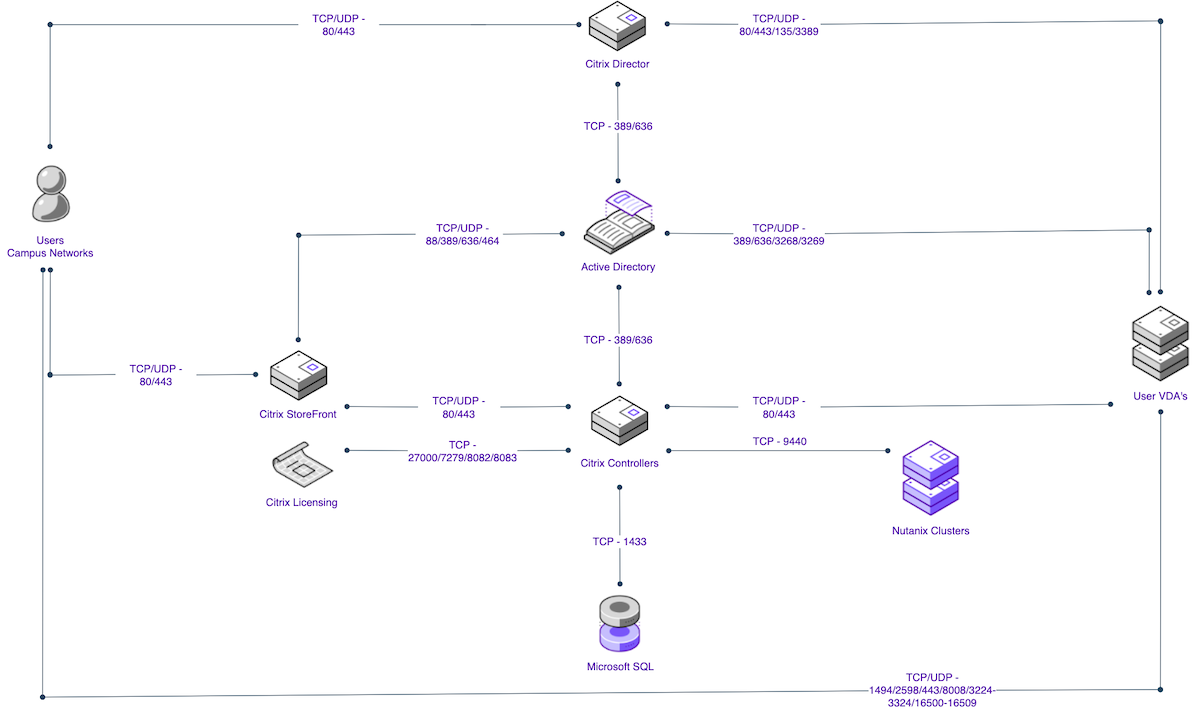 TCP/UDP -
80/443
TCP/UDP -
80/443/135/3389
Citrix Director
TCP - 389/636
Users
Campus Networks
TCP/UDP -
88/389/636/464
TCP/UDP -
389/636/3268/3269
Active Directory
TCP - 389/636
TCP/UDP -
80/443
Citrix StoreFront
TCP/UDP -
80/443
TCP/UDP -
80/443
User VDA's
TCP -
27000/7279/8082/8083
TCP - 9440
Citrix Controllers
Citrix Licensing
Nutanix Clusters
TCP - 1433
Microsoft SQL
TCP/UDP -
1494/2598/443/8008/3224-
3324/16500-16509